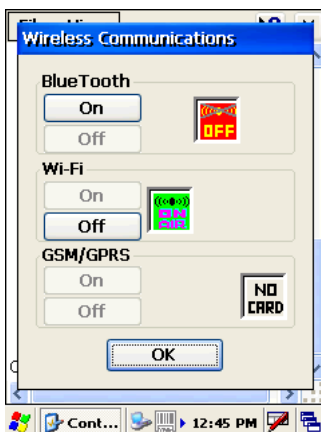 Wireless Communications
BlueTooth
On
OFF
Off
Wi-Fi
On
ON AIR
Off
GSM/GPRS
On
NO CARD
Off
OK
Cont...
12:45 PM